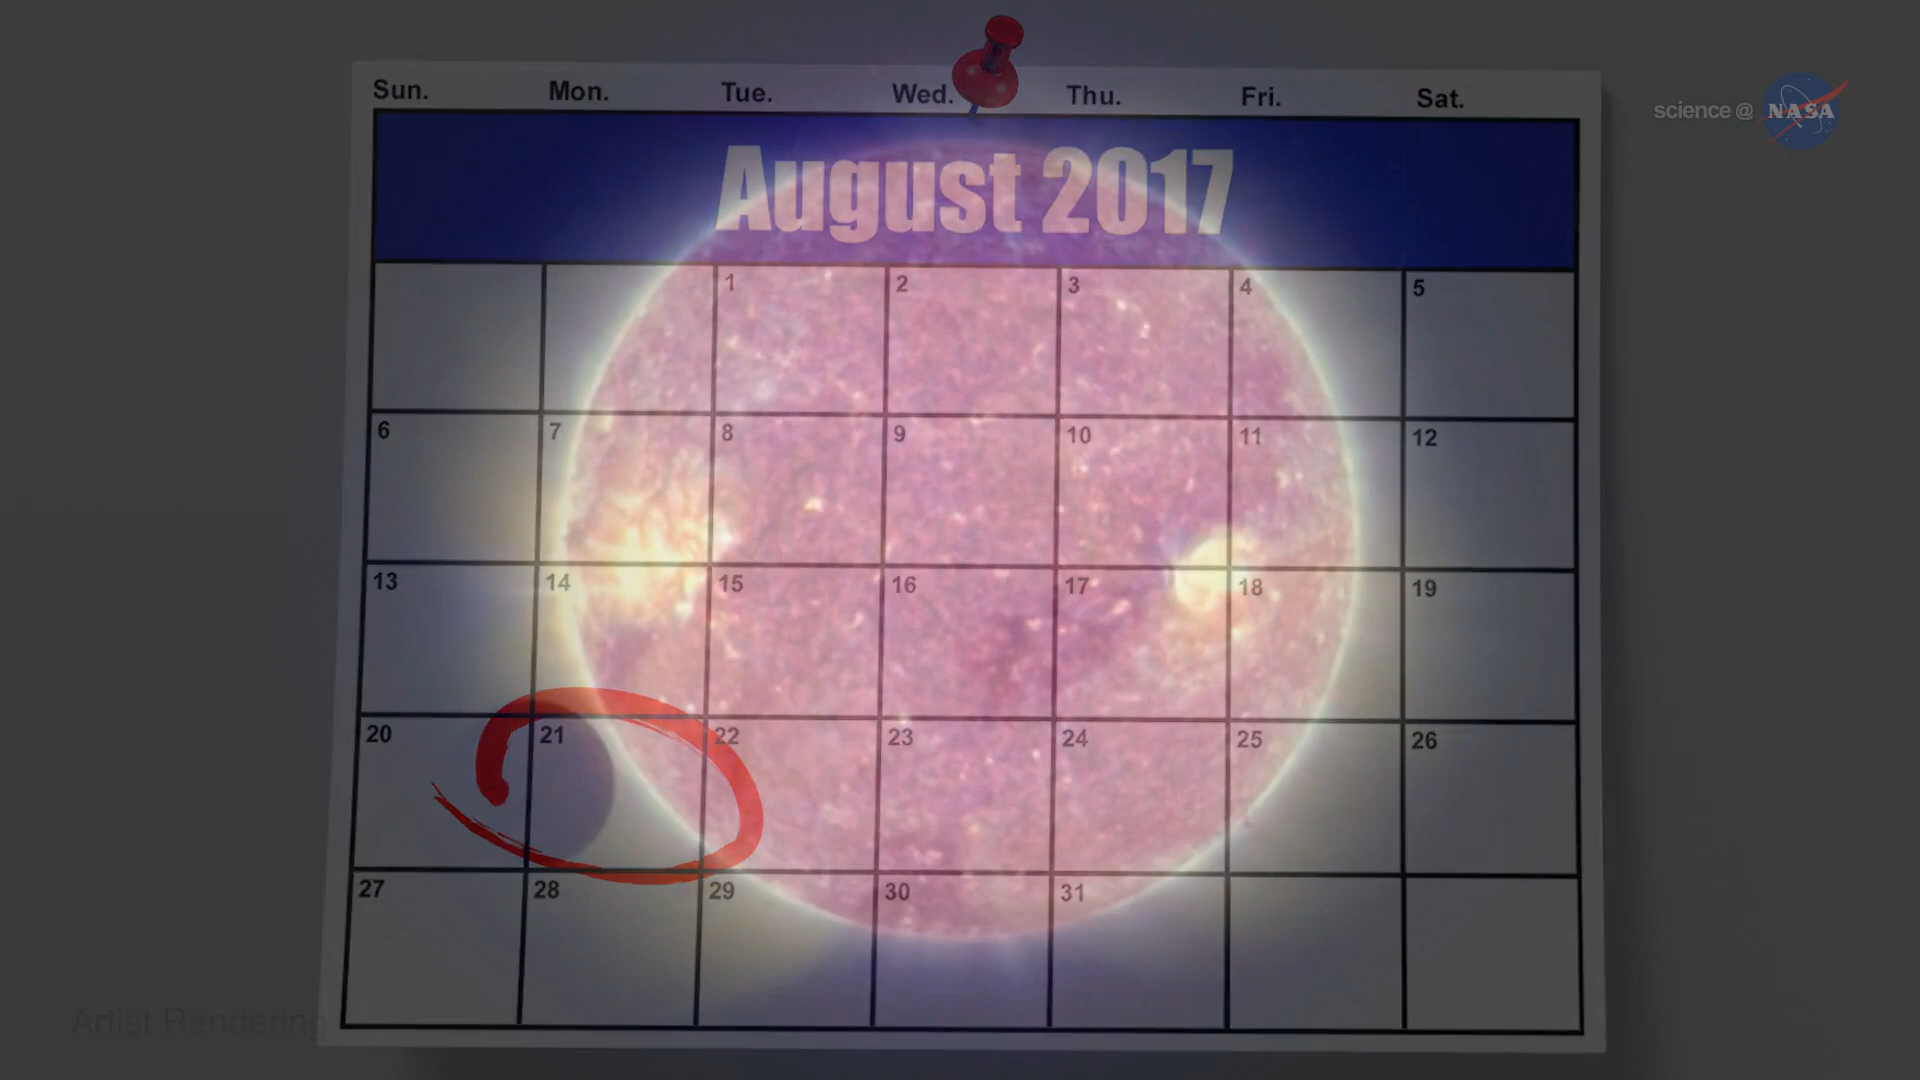 Sun. Mon. Tue. Wed. Thu. Fri. Sat.
science @ NASA
August 2017
1 2 3 4 5
6 7 8 9 10 11 12
13 14 15 16 17 18 19
20 21 22 23 24 25 26
27 28 29 30 31
Artist Rendering